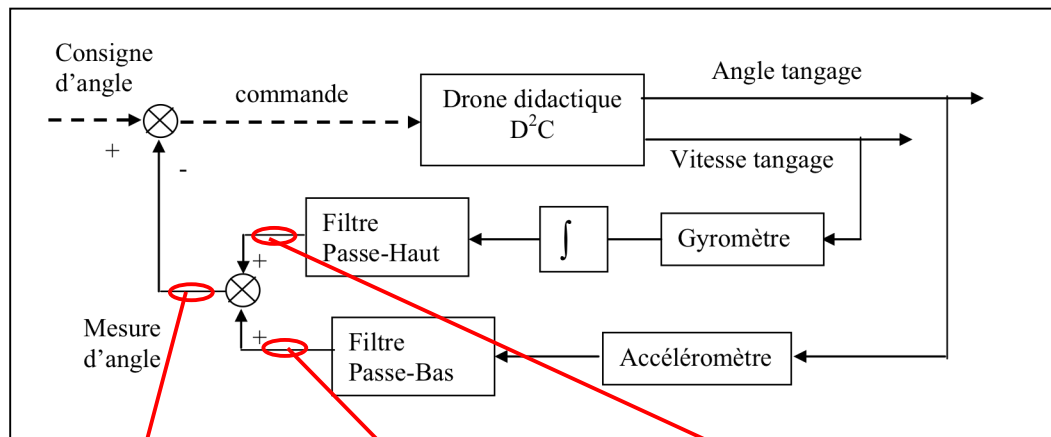 Consigne
d'angle
commande
Drone didactique
D²C
Angle tangage
Vitesse tangage
+
-
Filtre
Passe-Haut
∫
Gyromètre
+
Mesure
d'angle
+
Filtre
Passe-Bas
Accéléromètre